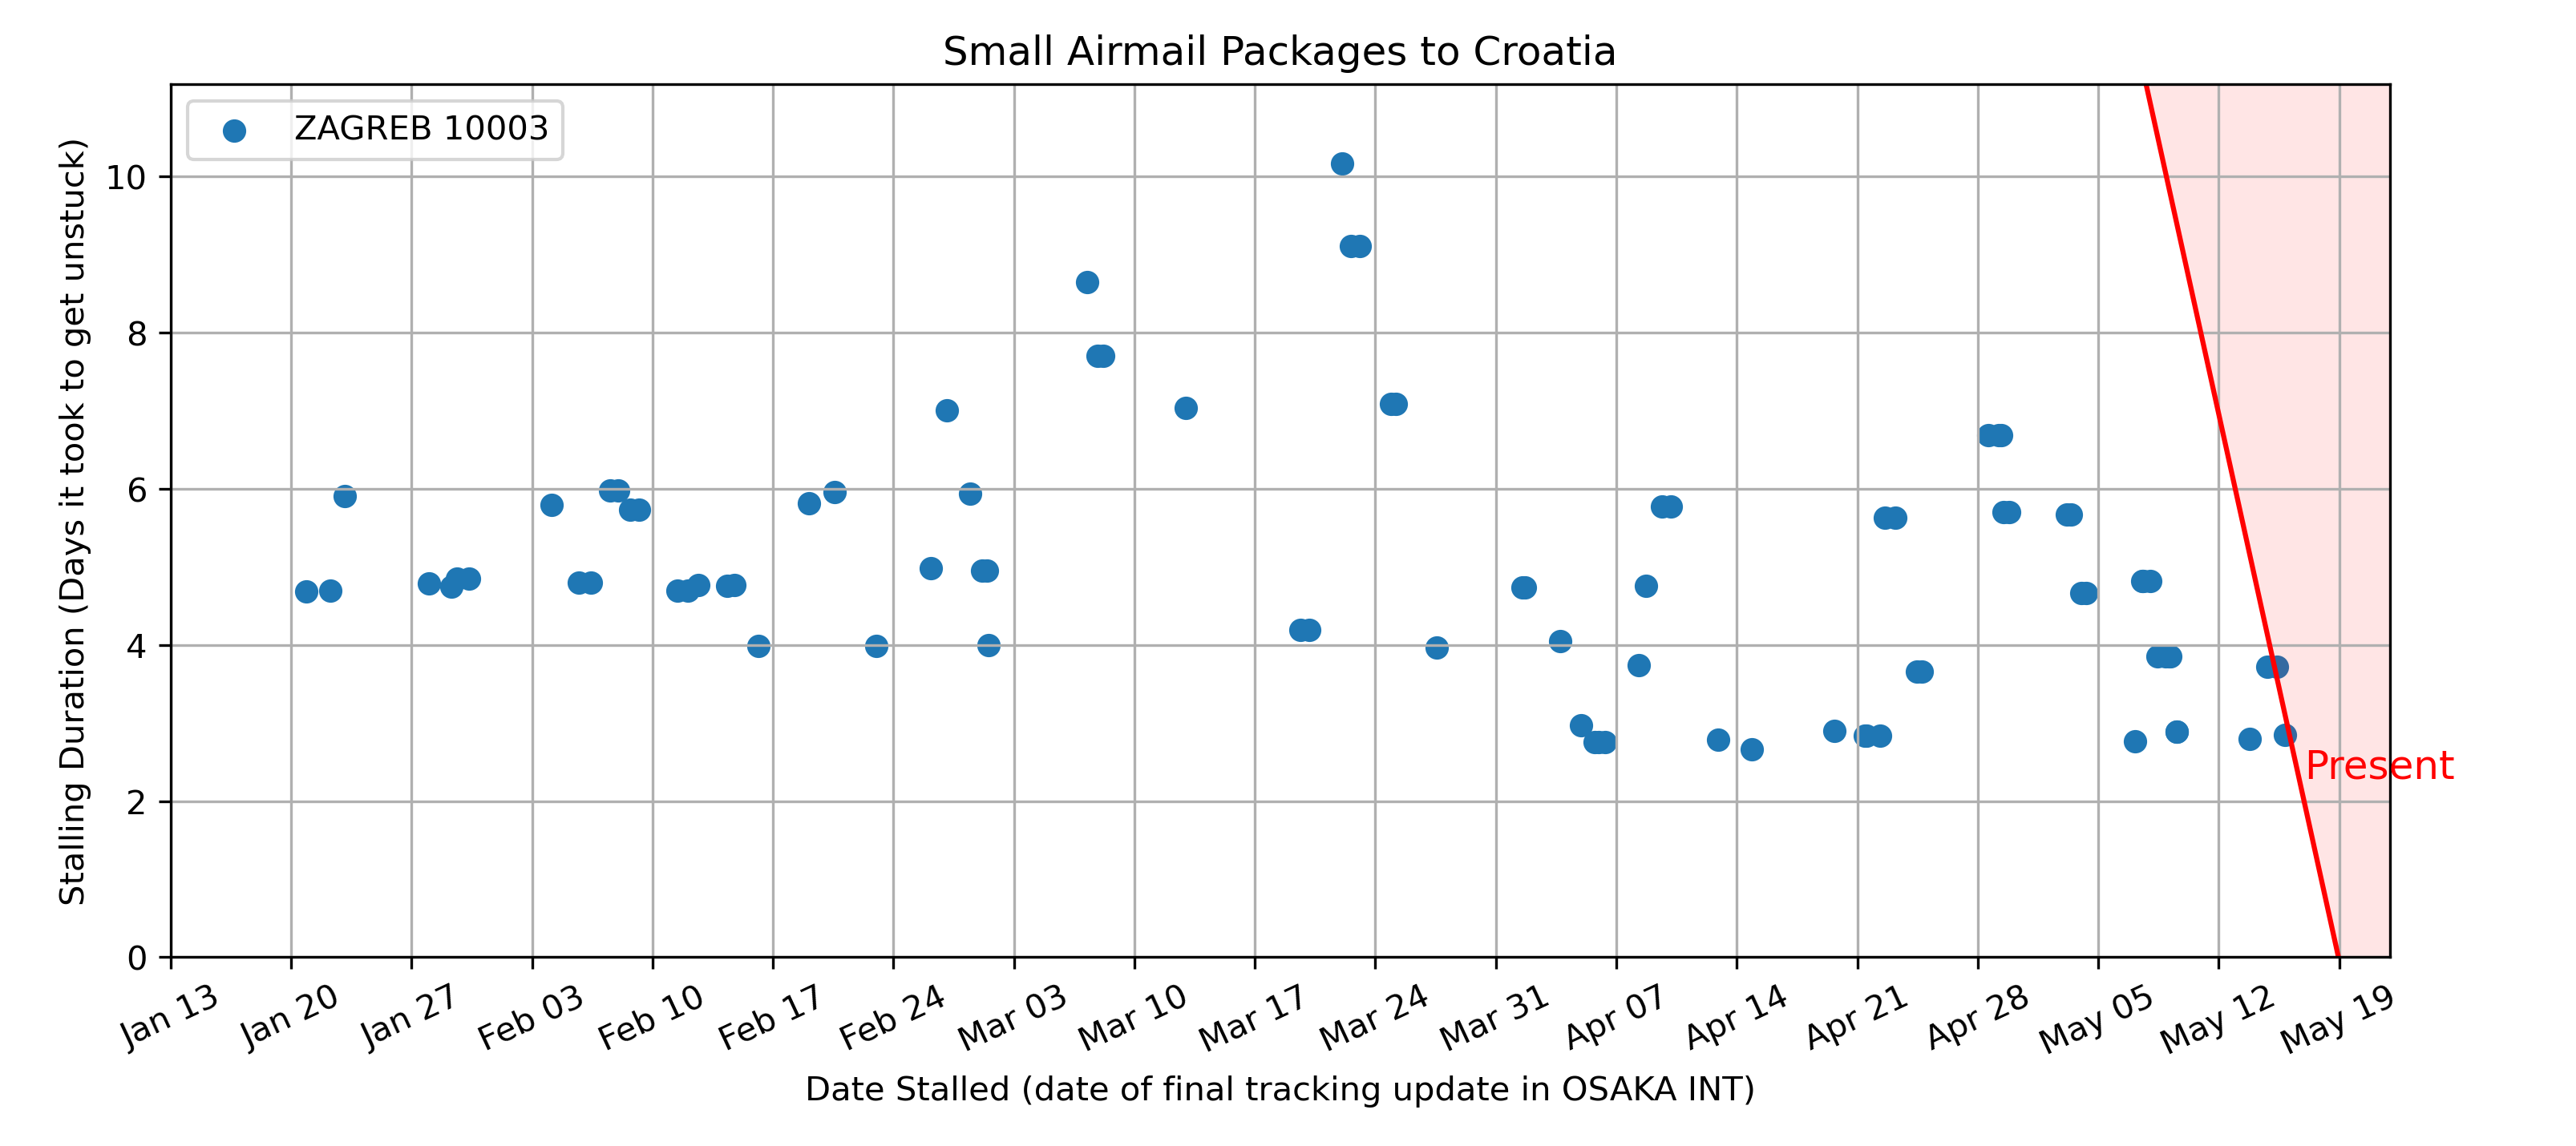 Small Airmail Packages to Croatia
ZAGREB 10003
Stalling Duration (Days it took to get unstuck)
10
8
6
4
2
0
Present
Jan 13
Jan 20
Jan 27
Feb 03
Feb 10
Feb 17
Feb 24
Mar 03
Mar 10
Mar 17
Mar 24
Mar 31
Apr 07
Apr 14
Apr 21
Apr 28
May 05
May 12
May 19
Date Stalled (date of final tracking update in OSAKA INT)